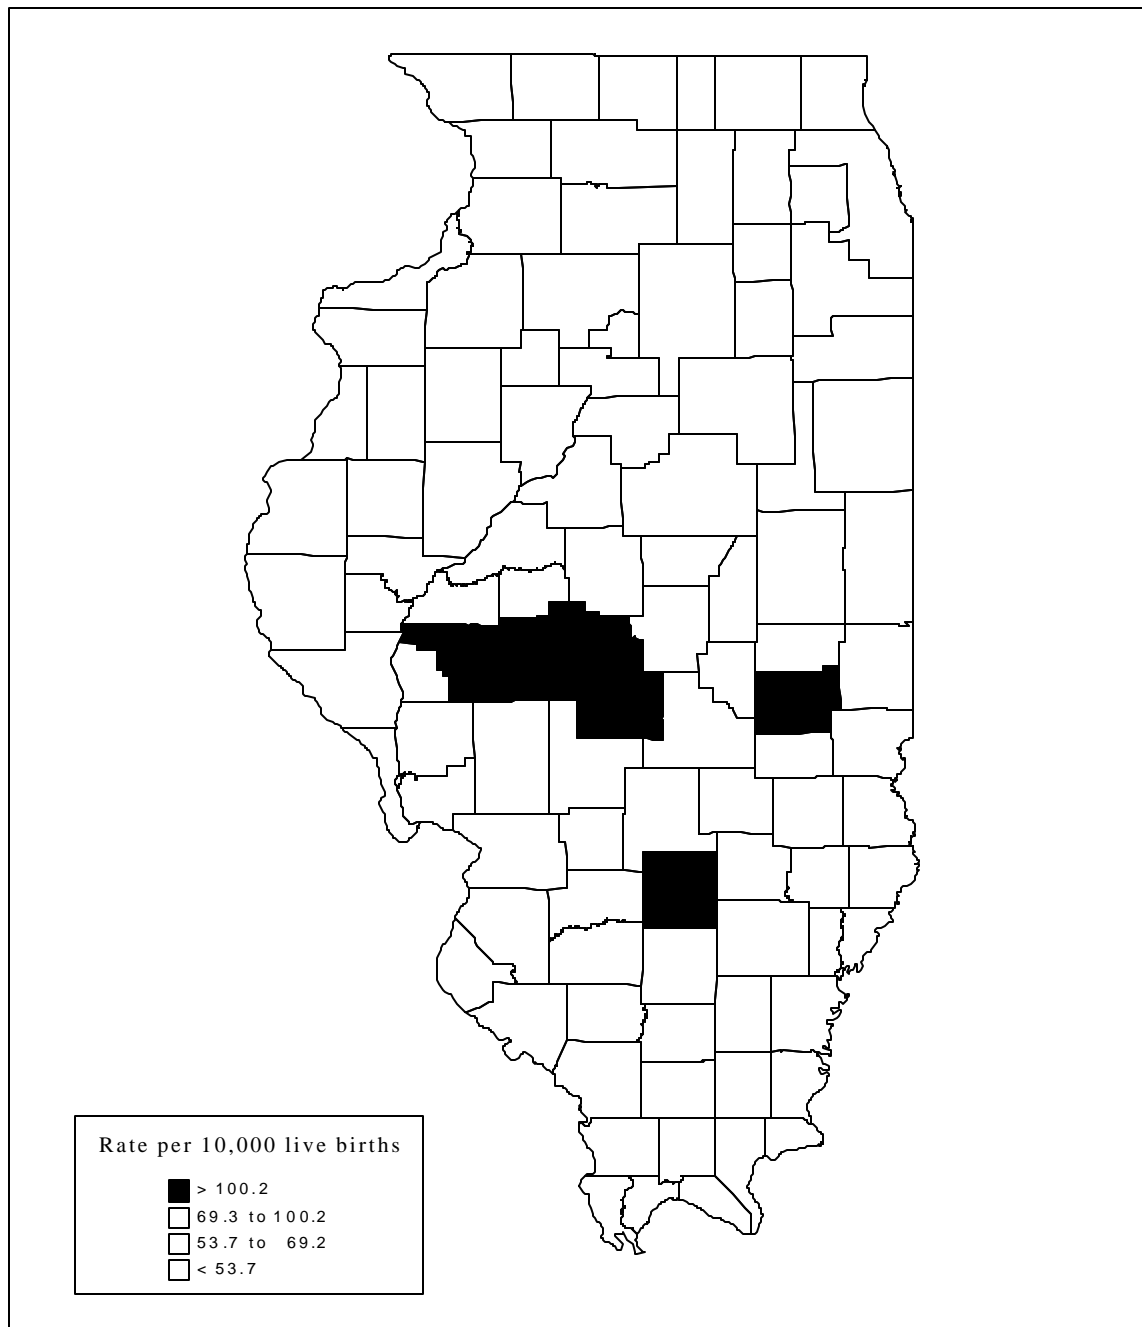 Rate per 10,000 live births
> 100.2
69.3 to 100.2
53.7 to 69.2
< 53.7